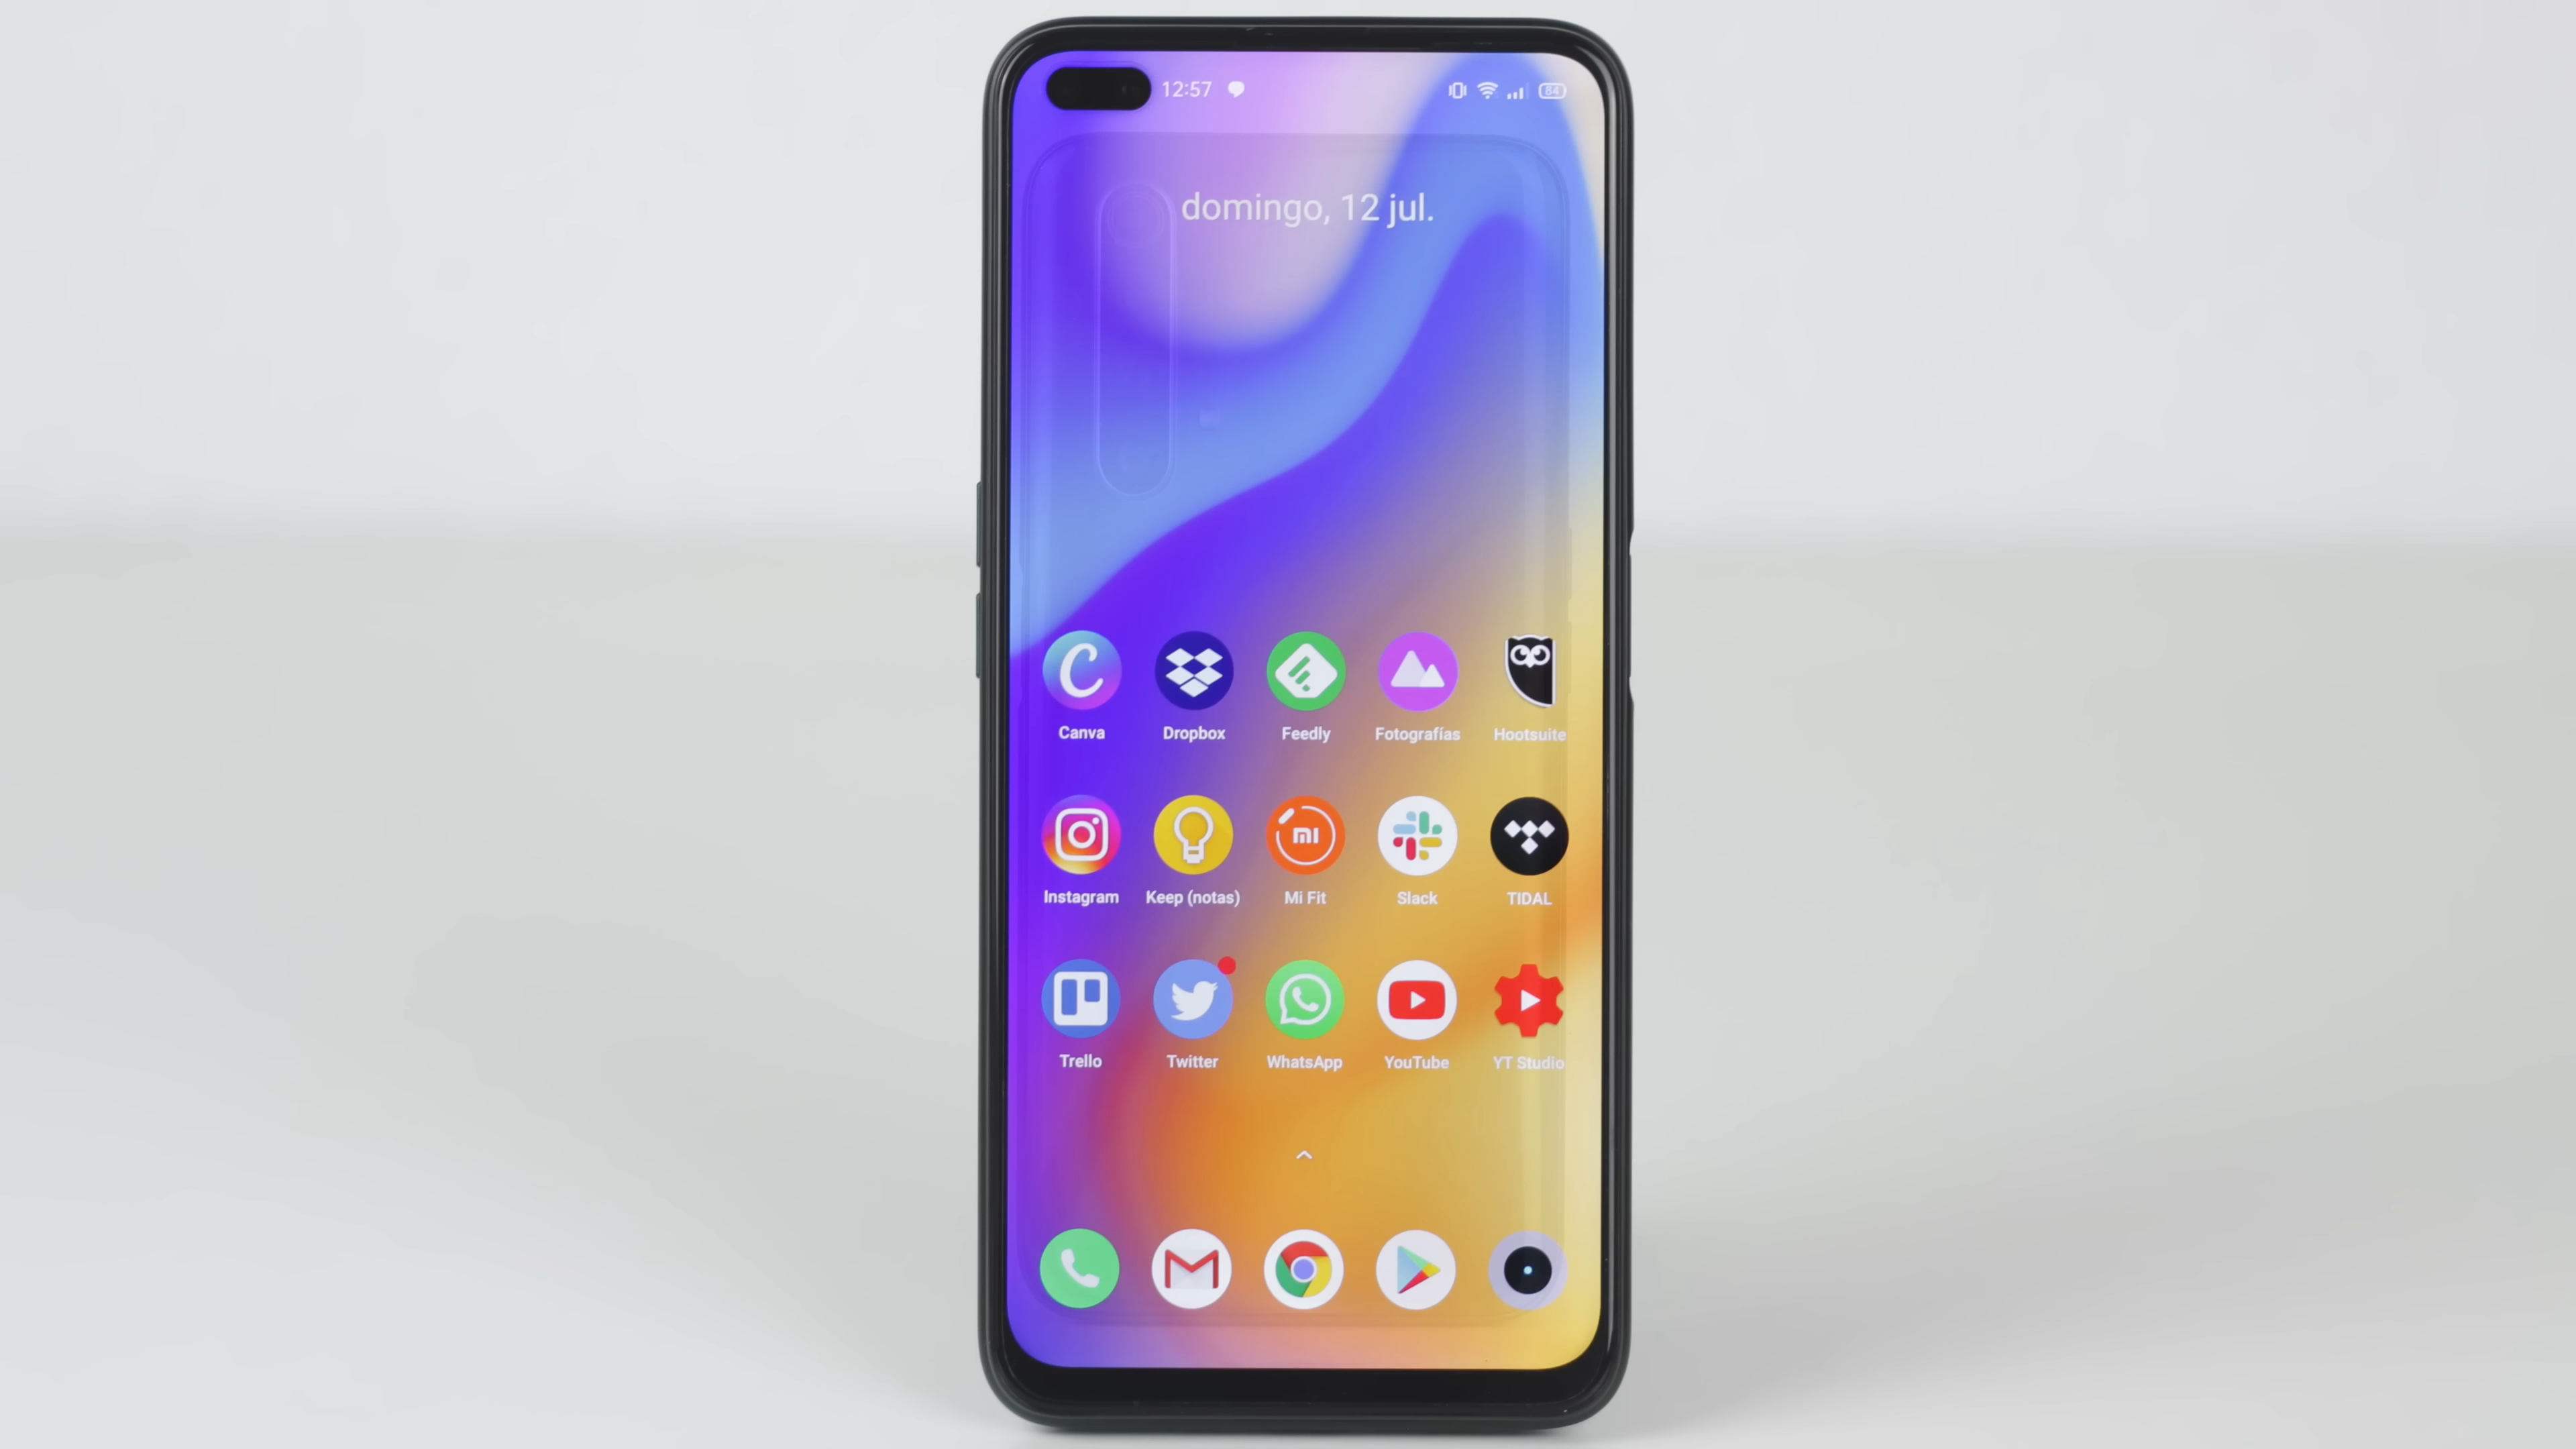 12:57
84
domingo, 12 jul.
Canva Dropbox Feedly Fotografías Hootsuite
Instagram Keep (notas) Mi Fit Slack TIDAL
Trello Twitter WhatsApp YouTube YT Studio